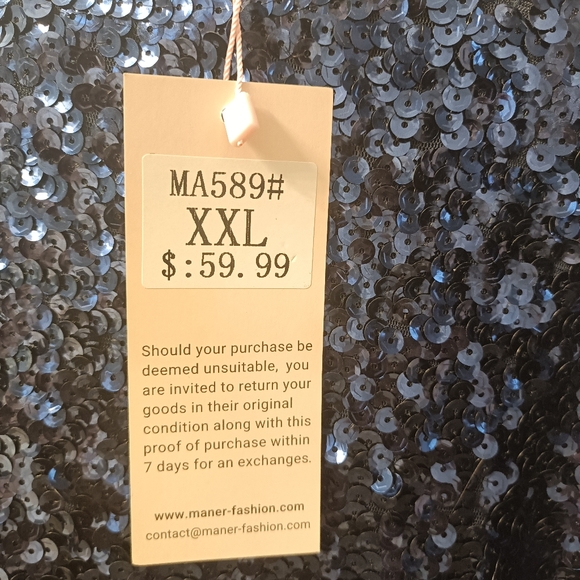 MA589#
XXL
$:59.99
Should your purchase be
deemed unsuitable, you
are invited to return your
goods in their original
condition along with this
proof of purchase within
7 days for an exchanges.
www.maner-fashion.com
contact@maner-fashion.com